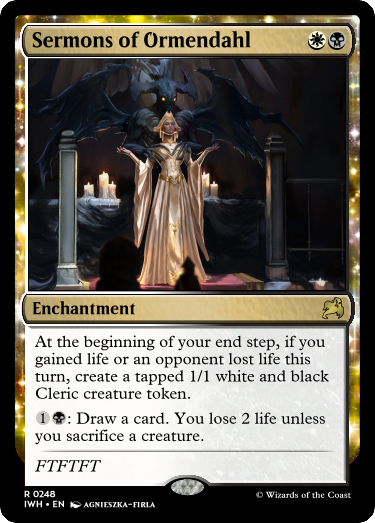 Sermons of Ormendahl
Enchantment
At the beginning of your end step, if you
gained life or an opponent lost life this
turn, create a tapped 1/1 white and black
Cleric creature token.
1: Draw a card. You lose 2 life unless
you sacrifice a creature.
FTFTFT
R 0248
IWH • EN AGNIESZKA-FIRLA
© Wizards of the Coast